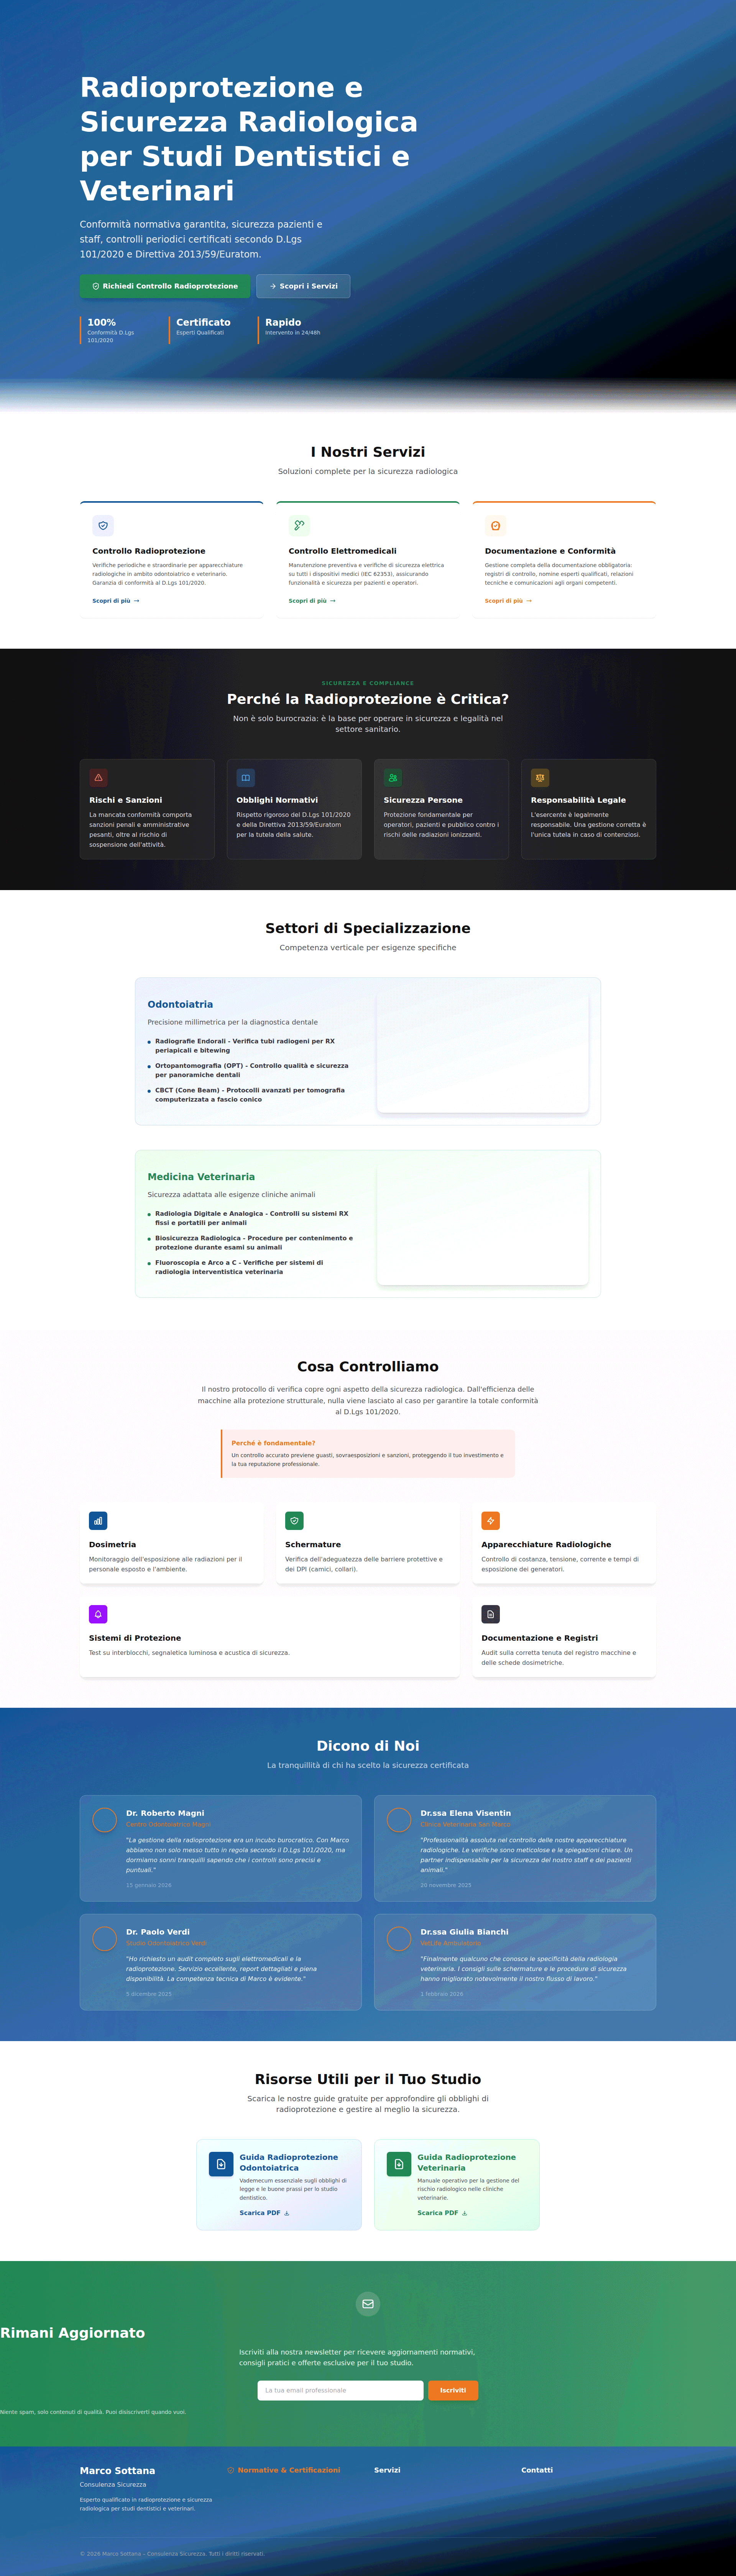 Radioprotezione e
Sicurezza Radiologica
per Studi Dentistici e
Veterinari
Conformità normativa garantita, sicurezza pazienti e
staff, controlli periodici certificati secondo D.Lgs
101/2020 e Direttiva 2013/59/Euratom.
Richiedi Controllo Radioprotezione
Scopri i Servizi
100%
Conformità D.Lgs
101/2020
Certificato
Esperti Qualificati
Rapido
Intervento in 24/48h
I Nostri Servizi
Soluzioni complete per la sicurezza radiologica
Controllo Radioprotezione
Verifiche periodiche e straordinarie per apparecchiature
radiologiche in ambito odontoiatrico e veterinario.
Garanzia di conformità al D.Lgs 101/2020.
Scopri di più →
Controllo Elettromedicali
Manutenzione preventiva e verifiche di sicurezza elettrica
su tutti i dispositivi medici (IEC 62353), assicurando
funzionalità e sicurezza per pazienti e operatori.
Scopri di più →
Documentazione e Conformità
Gestione completa della documentazione obbligatoria:
registri di controllo, nomine esperti qualificati, relazioni
tecniche e comunicazioni agli organi competenti.
Scopri di più →
SICUREZZA E COMPLIANCE
Perché la Radioprotezione è Critica?
Non è solo burocrazia: è la base per operare in sicurezza e legalità nel
settore sanitario.
Rischi e Sanzioni
La mancata conformità comporta
sanzioni penali e amministrative
pesanti, oltre al rischio di
sospensione dell'attività.
Obblighi Normativi
Rispetto rigoroso del D.Lgs 101/2020
e della Direttiva 2013/59/Euratom
per la tutela della salute.
Sicurezza Persone
Protezione fondamentale per
operatori, pazienti e pubblico contro i
rischi delle radiazioni ionizzanti.
Responsabilità Legale
L'esercente è legalmente
responsabile. Una gestione corretta è
l'unica tutela in caso di contenziosi.
Settori di Specializzazione
Competenza verticale per esigenze specifiche
Odontoiatria
Precisione millimetrica per la diagnostica dentale
Radiografie Endorali - Verifica tubi radiogeni per RX
periapicali e bitewing
Ortopantomografia (OPT) - Controllo qualità e sicurezza
per panoramiche dentali
CBCT (Cone Beam) - Protocolli avanzati per tomografia
computerizzata a fascio conico
Medicina Veterinaria
Sicurezza adattata alle esigenze cliniche animali
Radiologia Digitale e Analogica - Controlli su sistemi RX
fissi e portatili per animali
Biosicurezza Radiologica - Procedure per contenimento e
protezione durante esami su animali
Fluoroscopia e Arco a C - Verifiche per sistemi di
radiologia interventistica veterinaria
Cosa Controlliamo
Il nostro protocollo di verifica copre ogni aspetto della sicurezza radiologica. Dall'efficienza delle
macchine alla protezione strutturale, nulla viene lasciato al caso per garantire la totale conformità
al D.Lgs 101/2020.
Perché è fondamentale?
Un controllo accurato previene guasti, sovraesposizioni e sanzioni, proteggendo il tuo investimento e
la tua reputazione professionale.
Dosimetria
Monitoraggio dell'esposizione alle radiazioni per il
personale esposto e l'ambiente.
Schermature
Verifica dell'adeguatezza delle barriere protettive e
dei DPI (camici, collari).
Apparecchiature Radiologiche
Controllo di costanza, tensione, corrente e tempi di
esposizione dei generatori.
Sistemi di Protezione
Test su interblocchi, segnaletica luminosa e acustica di sicurezza.
Documentazione e Registri
Audit sulla corretta tenuta del registro macchine e
delle schede dosimetriche.
Dicono di Noi
La tranquillità di chi ha scelto la sicurezza certificata
Dr. Roberto Magni
Centro Odontoiatrico Magni
"La gestione della radioprotezione era un incubo burocratico. Con Marco
abbiamo non solo messo tutto in regola secondo il D.Lgs 101/2020, ma
dormiamo sonni tranquilli sapendo che i controlli sono precisi e
puntuali."
15 gennaio 2026
Dr.ssa Elena Visentin
Clinica Veterinaria San Marco
"Professionalità assoluta nel controllo delle nostre apparecchiature
radiologiche. Le verifiche sono meticolose e le spiegazioni chiare. Un
partner indispensabile per la sicurezza del nostro staff e dei pazienti
animali."
20 novembre 2025
Dr. Paolo Verdi
Studio Odontoiatrico Verdi
"Ho richiesto un audit completo sugli elettromedicali e la
radioprotezione. Servizio eccellente, report dettagliati e piena
disponibilità. La competenza tecnica di Marco è evidente."
5 dicembre 2025
Dr.ssa Giulia Bianchi
"Finalmente qualcuno che conosce le specificità della radiologia
veterinaria. I consigli sulle schermature e le procedure di sicurezza
hanno migliorato notevolmente il nostro flusso di lavoro."
1 febbraio 2026
Risorse Utili per il Tuo Studio
Scarica le nostre guide gratuite per approfondire gli obblighi di
radioprotezione e gestire al meglio la sicurezza.
Guida Radioprotezione
Odontoiatrica
Vademecum essenziale sugli obblighi di
legge e le buone prassi per lo studio
dentistico.
Scarica PDF
Guida Radioprotezione
Veterinaria
Manuale operativo per la gestione del
rischio radiologico nelle cliniche
veterinarie.
Scarica PDF
Rimani Aggiornato
Iscriviti alla nostra newsletter per ricevere aggiornamenti normativi,
consigli pratici e offerte esclusive per il tuo studio.
La tua email professionale
Iscriviti
Niente spam, solo contenuti di qualità. Puoi disiscriverti quando vuoi.
Marco Sottana
Consulenza Sicurezza
Esperto qualificato in radioprotezione e sicurezza
radiologica per studi dentistici e veterinari.
Normative & Certificazioni
Servizi
Contatti
© 2026 Marco Sottana – Consulenza Sicurezza. Tutti i diritti riservati.